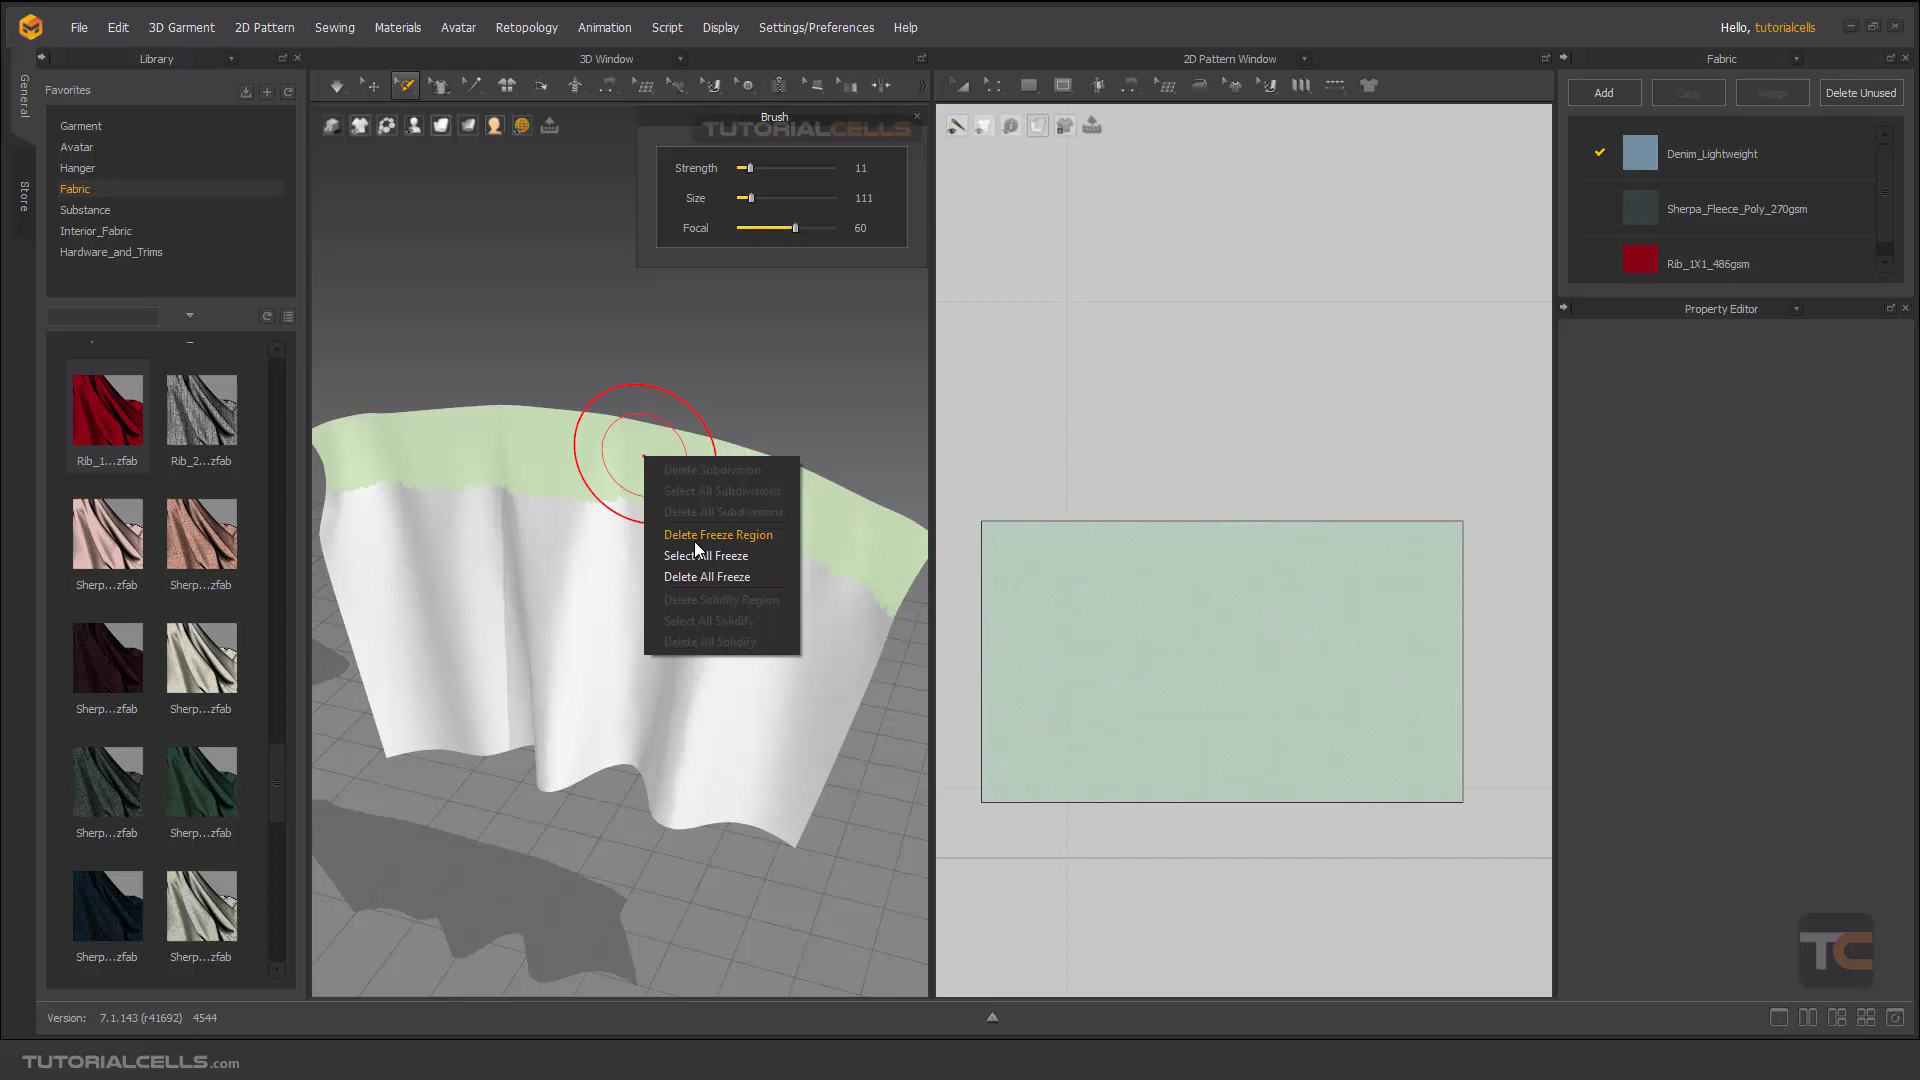 File Edit 3D Garment 2D Pattern Sewing Materials Avatar Retopology Animation Script Display Settings/Preferences Help
Hello, tutorialcells
Library
3D Window
2D Pattern Window
Fabric
General
Store
Favorites
Garment
Avatar
Hanger
Fabric
Substance
Interior_Fabric
Hardware_and_Trims
Rib_1...zfab
Rib_2...zfab
Sherp...zfab
Sherp...zfab
Sherp...zfab
Sherp...zfab
Sherp...zfab
Sherp...zfab
Sherp...zfab
Sherp...zfab
Brush
TUTORIALCELLS
Strength 11
Size 111
Focal 60
Delete Subdivision
Select All Subdivisions
Delete All Subdivisions
Delete Freeze Region
Select All Freeze
Delete All Freeze
Delete Solidify Region
Select All Solidify
Delete All Solidify
Add Copy Assign Delete Unused
Denim_Lightweight
Sherpa_Fleece_Poly_270gsm
Rib_1X1_486gsm
Property Editor
TC
Version: 7.1.143 (r41692) 4544
TUTORIALCELLS.com